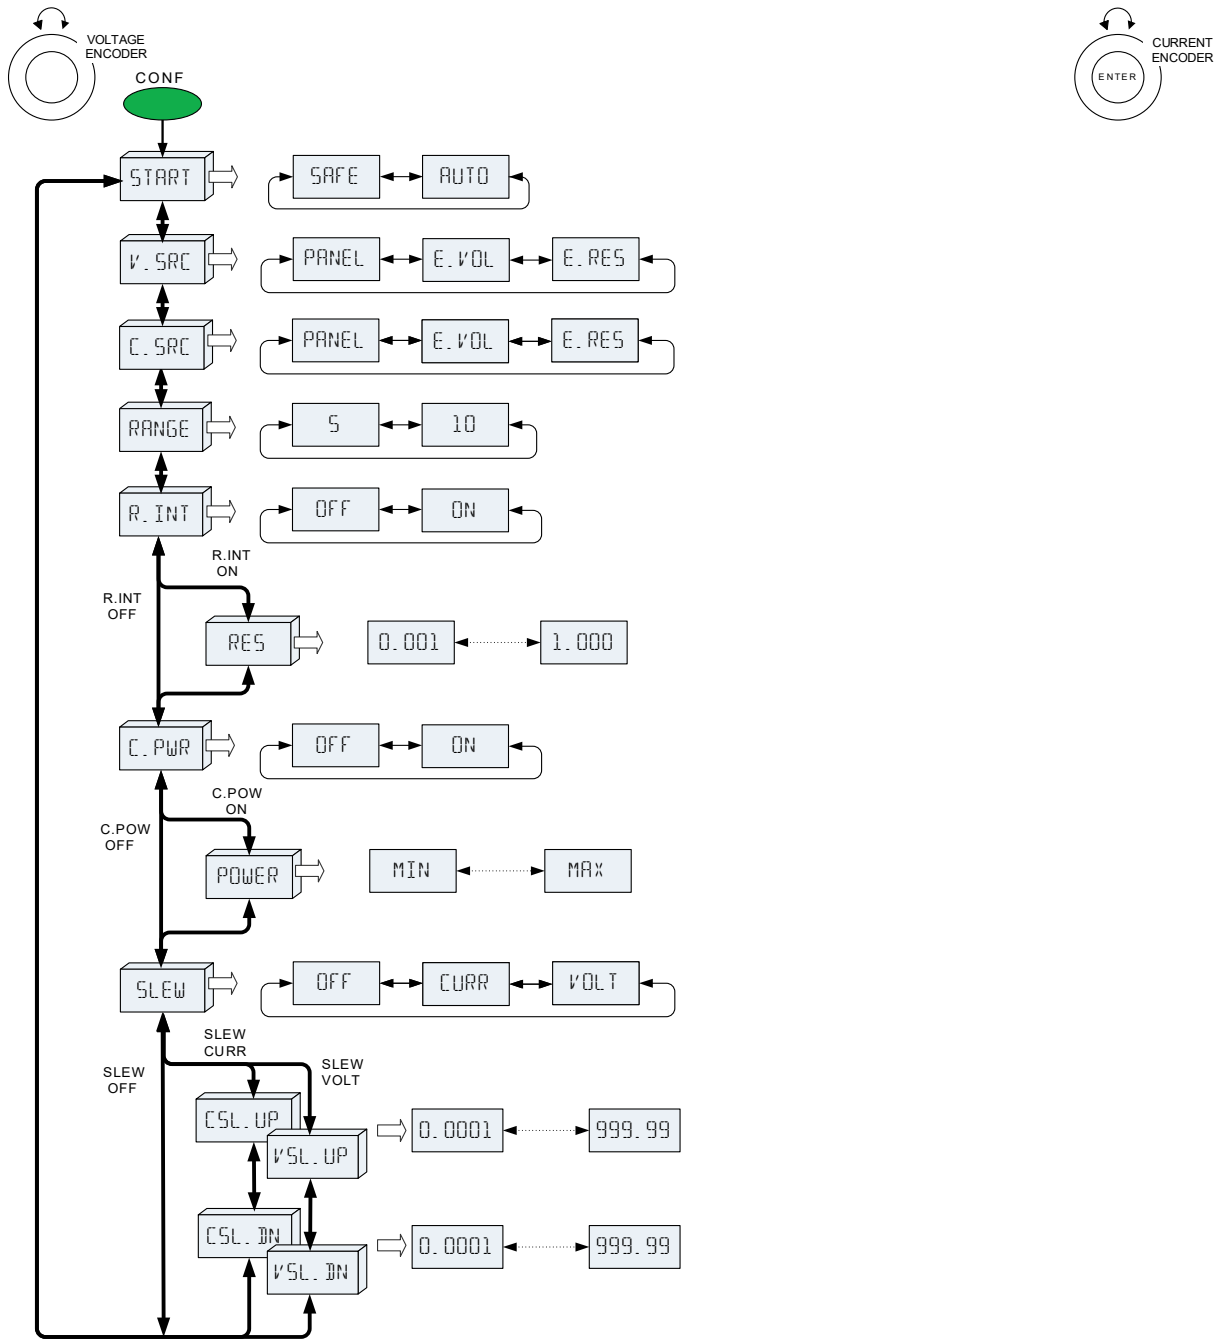 VOLTAGE
ENCODER
CURRENT
ENCODER
ENTER
CONF
START
SAFE
AUTO
V.SRC
PANEL
E.VOL
E.RES
C.SRC
PANEL
E.VOL
E.RES
RANGE
5
10
R.INT
OFF
ON
R.INT
ON
R.INT
OFF
RES
0.001
1.000
C.PWR
OFF
ON
C.POW
ON
C.POW
OFF
POWER
MIN
MAX
SLEW
OFF
CURR
VOLT
SLEW
CURR
SLEW
VOLT
SLEW
OFF
CSL.UP
VSL.UP
0.0001
999.99
CSL.DN
VSL.DN
0.0001
999.99